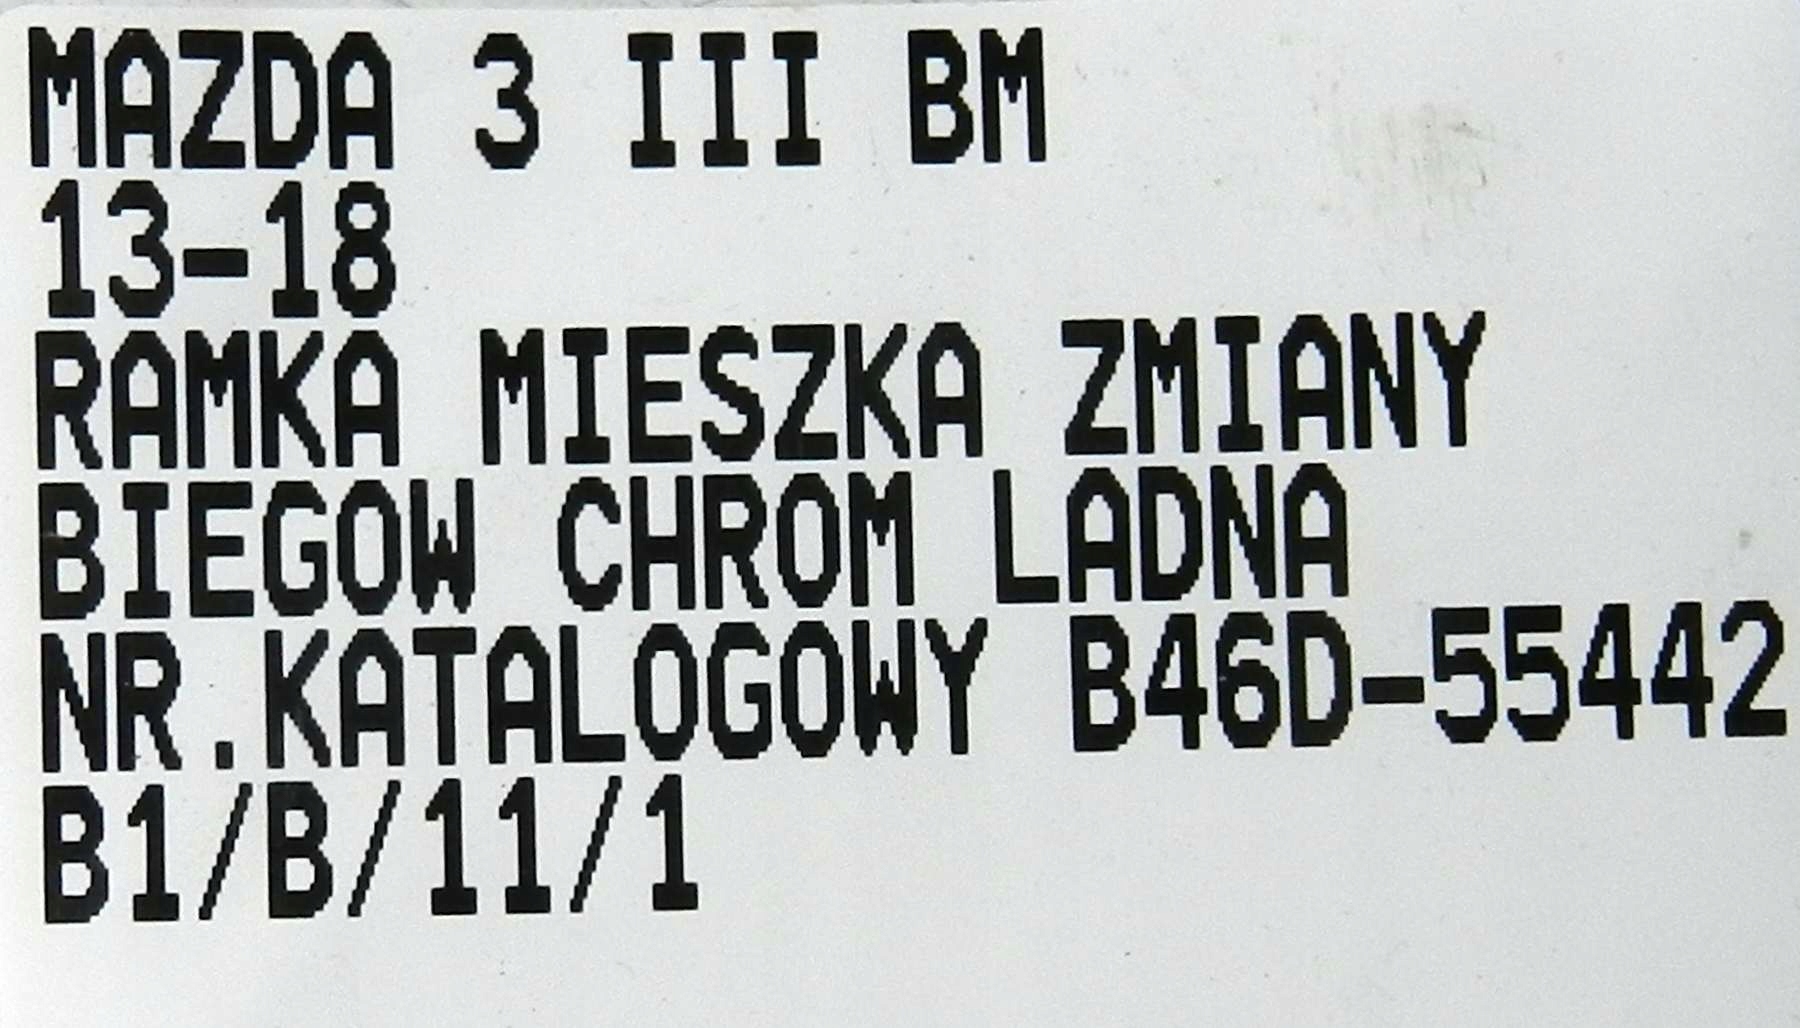 MAZDA 3 III BM
13-18
RAMKA MIESZKA ZMIANY
BIEGOW CHROM LADNA
NR.KATALOGOWY B46D-55442
B1/B/11/1